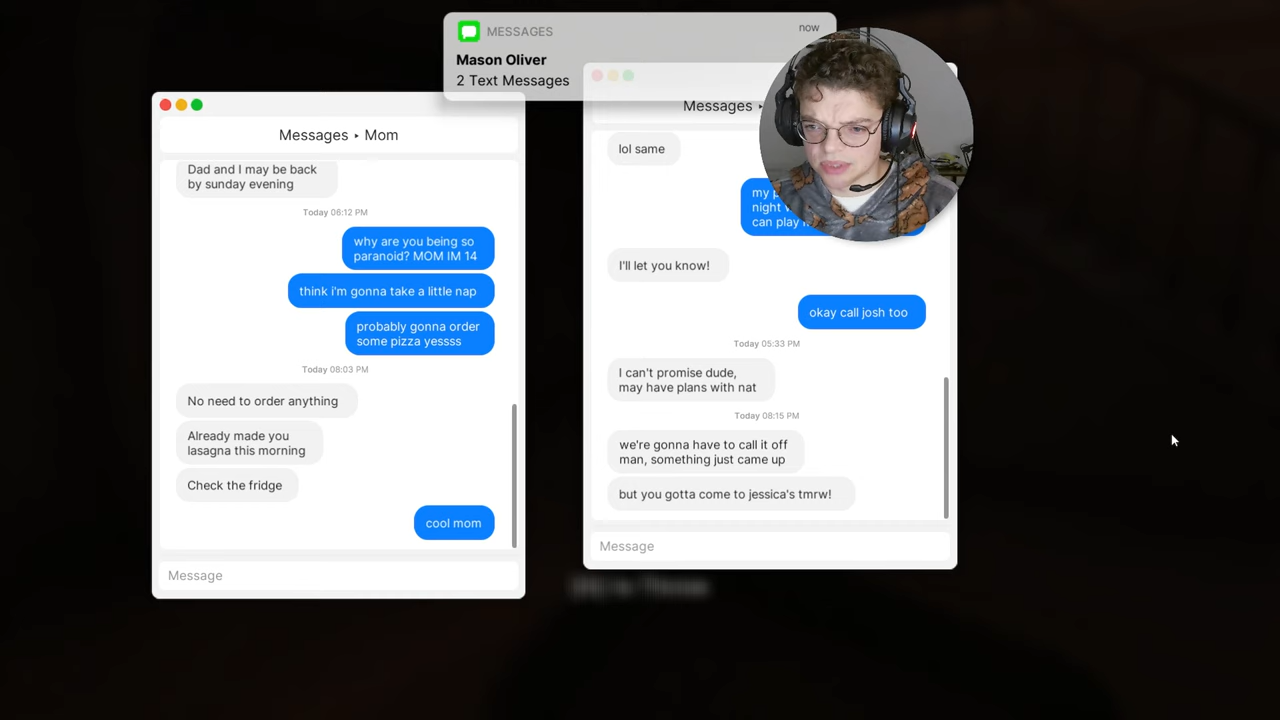 MESSAGES
now
Mason Oliver
2 Text Messages
Messages ‣ Mom
Dad and I may be back
by sunday evening
Today 06:12 PM
why are you being so
paranoid? MOM IM 14
think i'm gonna take a little nap
probably gonna order
some pizza yessss
Today 08:03 PM
No need to order anything
Already made you
lasagna this morning
Check the fridge
cool mom
Message
Messages ‣
lol same
my
night
can play
I'll let you know!
okay call josh too
Today 05:33 PM
I can't promise dude,
may have plans with nat
Today 08:15 PM
we're gonna have to call it off
man, something just came up
but you gotta come to jessica's tmrw!
Message